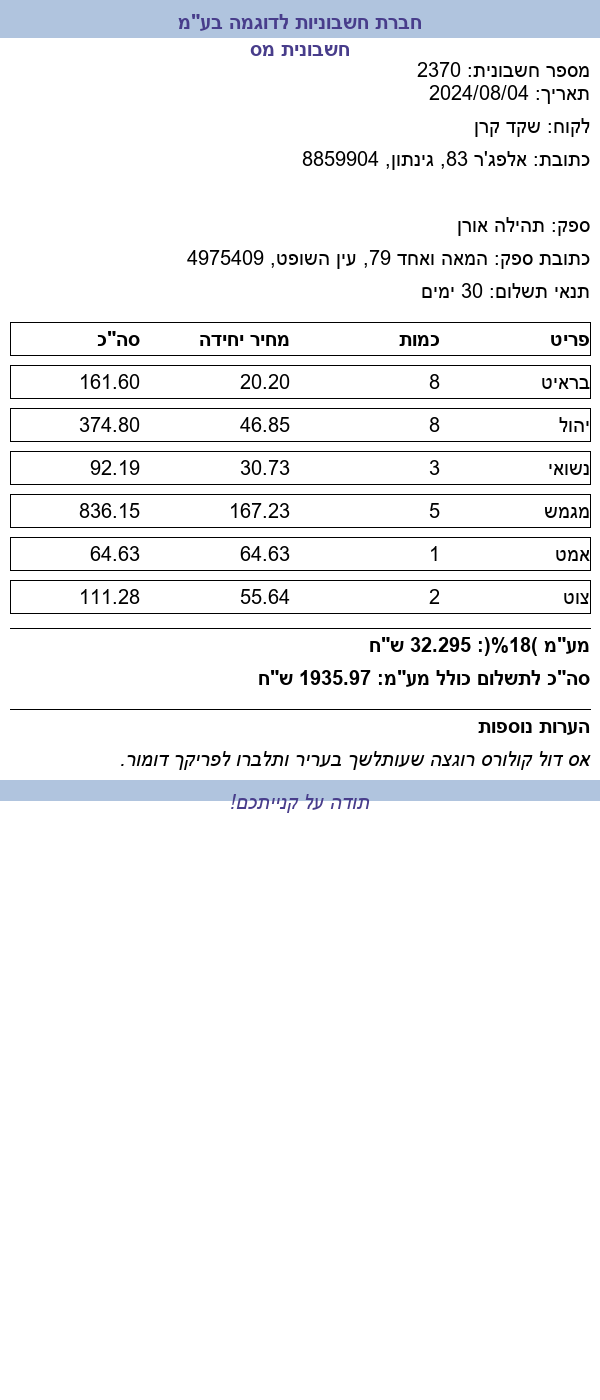 חברת חשבוניות לדוגמה בע"מ
חשבונית מס
מספר חשבונית: 2370
תאריך: 2024/08/04
לקוח: שקד קרן
כתובת: אלפג'ר 83, גינתון, 8859904
ספק: תהילה אורן
כתובת ספק: המאה ואחד 79, עין השופט, 4975409
תנאי תשלום: 30 ימים
פריט כמות מחיר יחידה סה"כ
בראיט 8 20.20 161.60
יהול 8 46.85 374.80
נשואי 3 30.73 92.19
מגמש 5 167.23 836.15
אמט 1 64.63 64.63
צוט 2 55.64 111.28
מע"מ )18%(: 32.295 ש"ח
סה"כ לתשלום כולל מע"מ: 1935.97 ש"ח
הערות נוספות
אס דול קולורס רוגצה שעותלשך בעריר ותלברו לפריקך דומור.
תודה על קנייתכם!